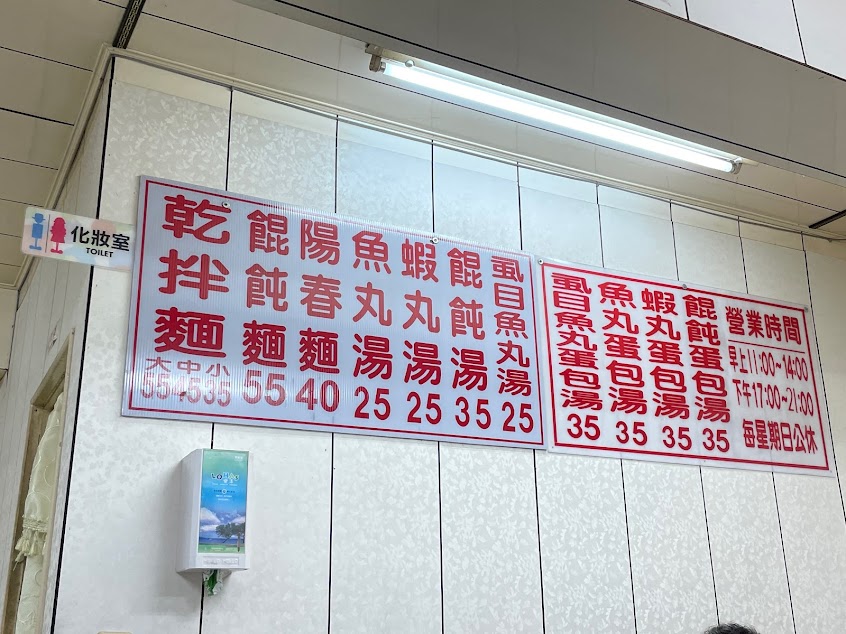 化妝室
TOILET
乾拌麵
大中小
554535
餛飩麵
55
陽春麵
40
魚丸湯
25
蝦丸湯
25
餛飩湯
35
虱目魚丸湯
25
虱目魚丸蛋包湯
35
魚丸蛋包湯
35
蝦丸蛋包湯
35
餛飩蛋包湯
35
營業時間
早上11:00~14:00
下午17:00~21:00
每星期日公休